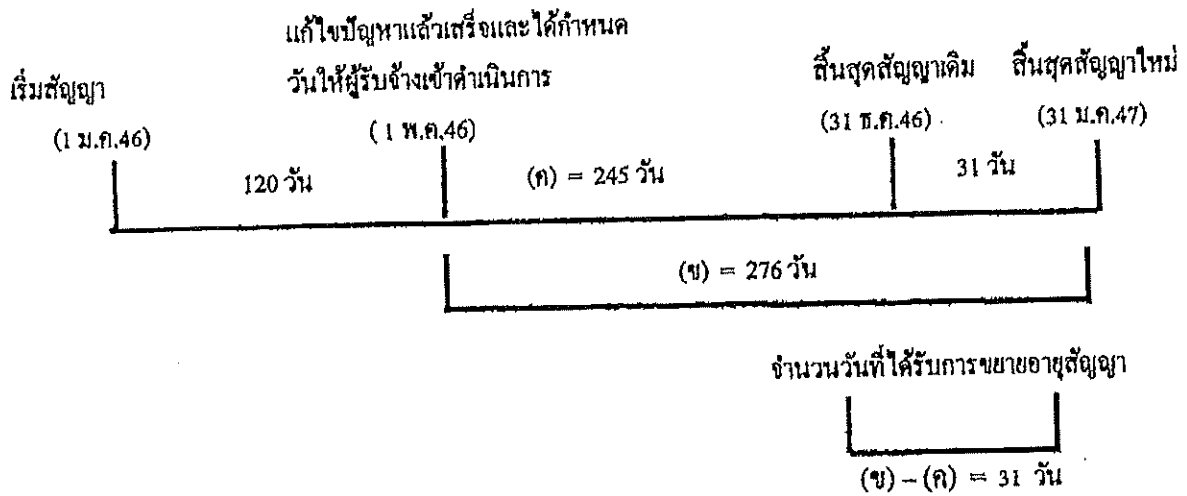 แก้ไขปัญหาแล้วเสร็จและได้กำหนด
เริ่มสัญญา วันให้ผู้รับจ้างเข้าดำเนินการ สิ้นสุดสัญญาเดิม สิ้นสุดสัญญาใหม่
(1 ม.ค.46) ( 1 พ.ค.46) (31 ธ.ค.46) (31 ม.ค.47)
120 วัน (ค) = 245 วัน 31 วัน
(ข) = 276 วัน
จำนวนวันที่ได้รับการขยายอายุสัญญา
(ข) – (ค) = 31 วัน